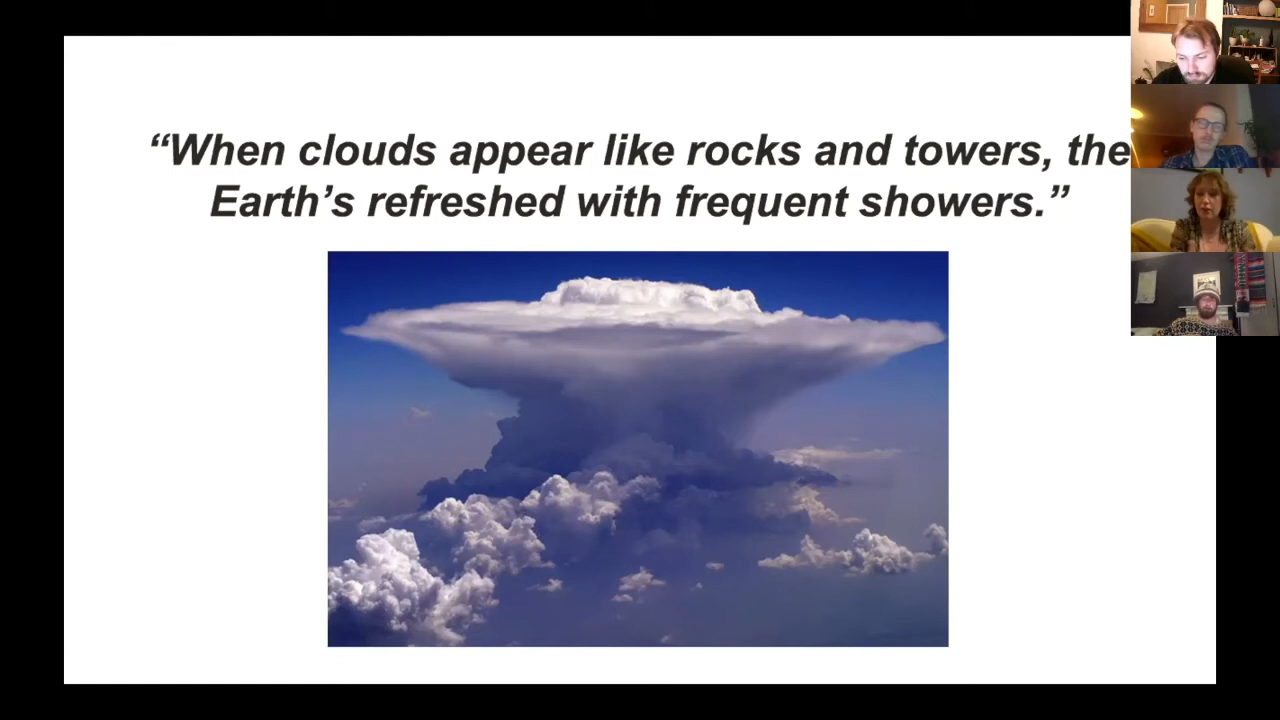 “When clouds appear like rocks and towers, the
Earth’s refreshed with frequent showers.”